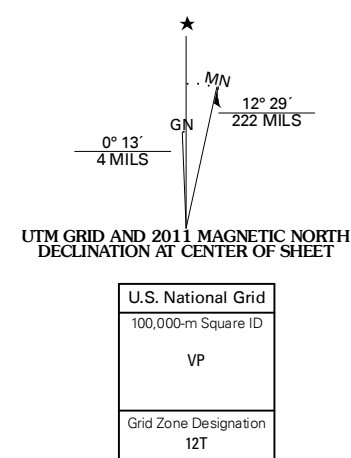 ★
MN
GN
12° 29´
222 MILS
0° 13´
4 MILS
UTM GRID AND 2011 MAGNETIC NORTH
DECLINATION AT CENTER OF SHEET
U.S. National Grid
100,000-m Square ID
VP
Grid Zone Designation
12T